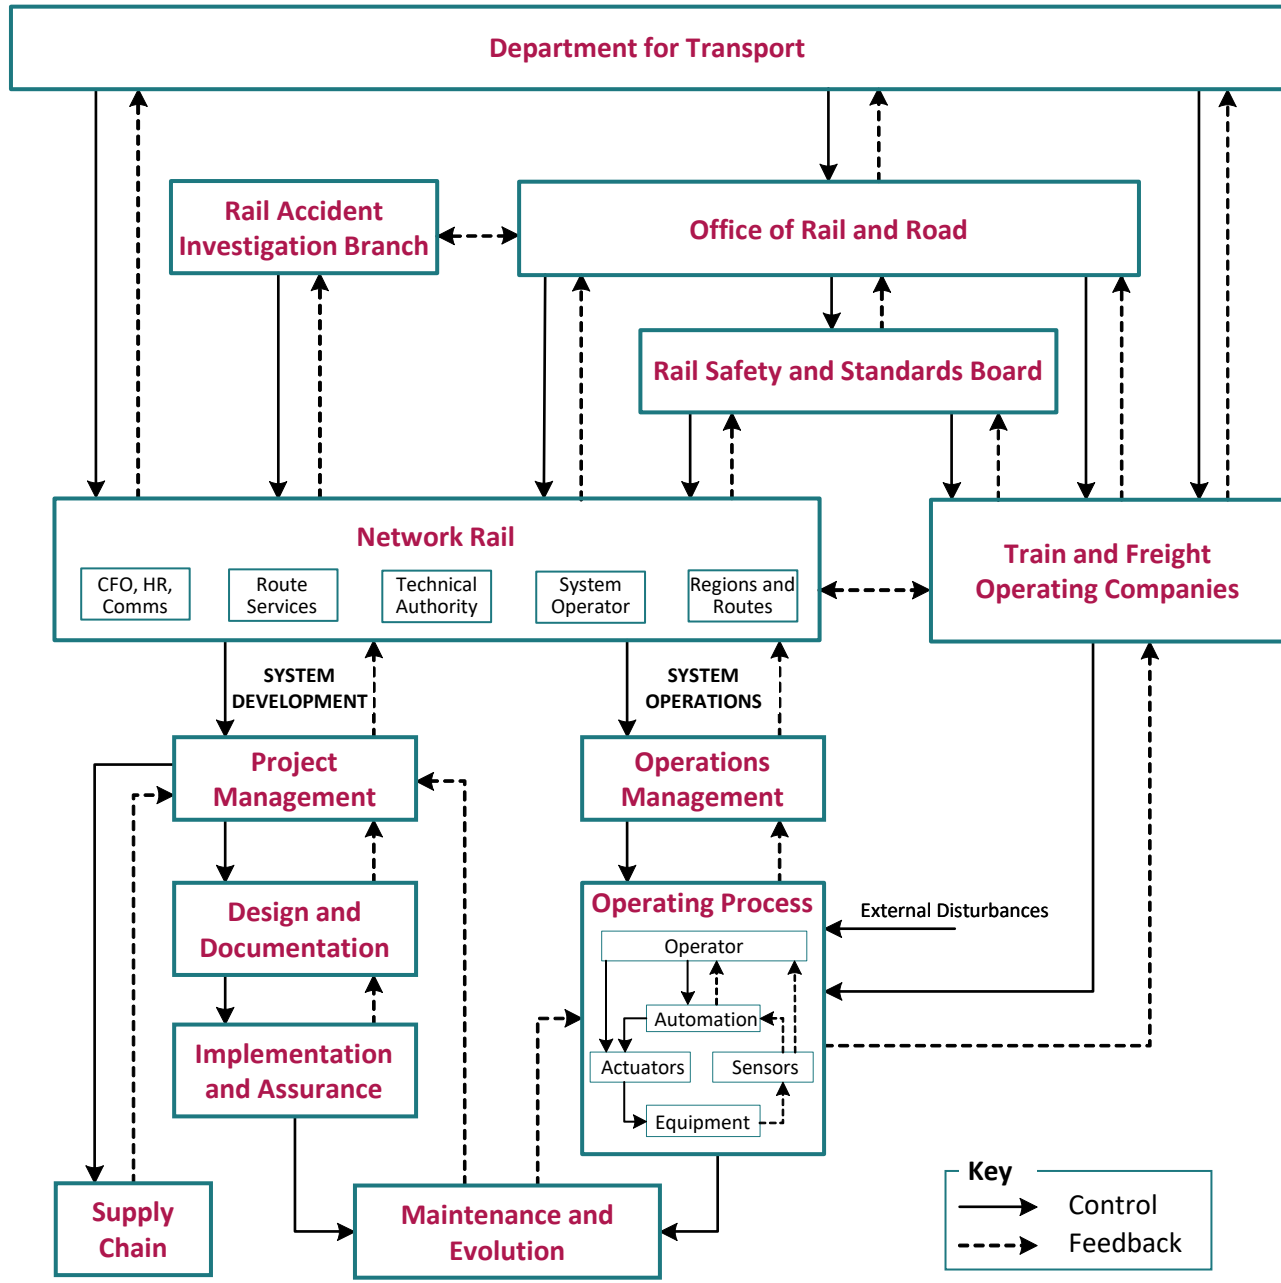 Department for Transport
Rail Accident
Investigation Branch
Office of Rail and Road
Rail Safety and Standards Board
Network Rail
CFO, HR,
Comms
Route
Services
Technical
Authority
System
Operator
Regions and
Routes
Train and Freight
Operating Companies
SYSTEM
DEVELOPMENT
SYSTEM
OPERATIONS
Project
Management
Operations
Management
Design and
Documentation
Operating Process
Operator
Automation
Actuators
Sensors
Equipment
External Disturbances
Implementation
and Assurance
Supply
Chain
Maintenance and
Evolution
Key
Control
Feedback